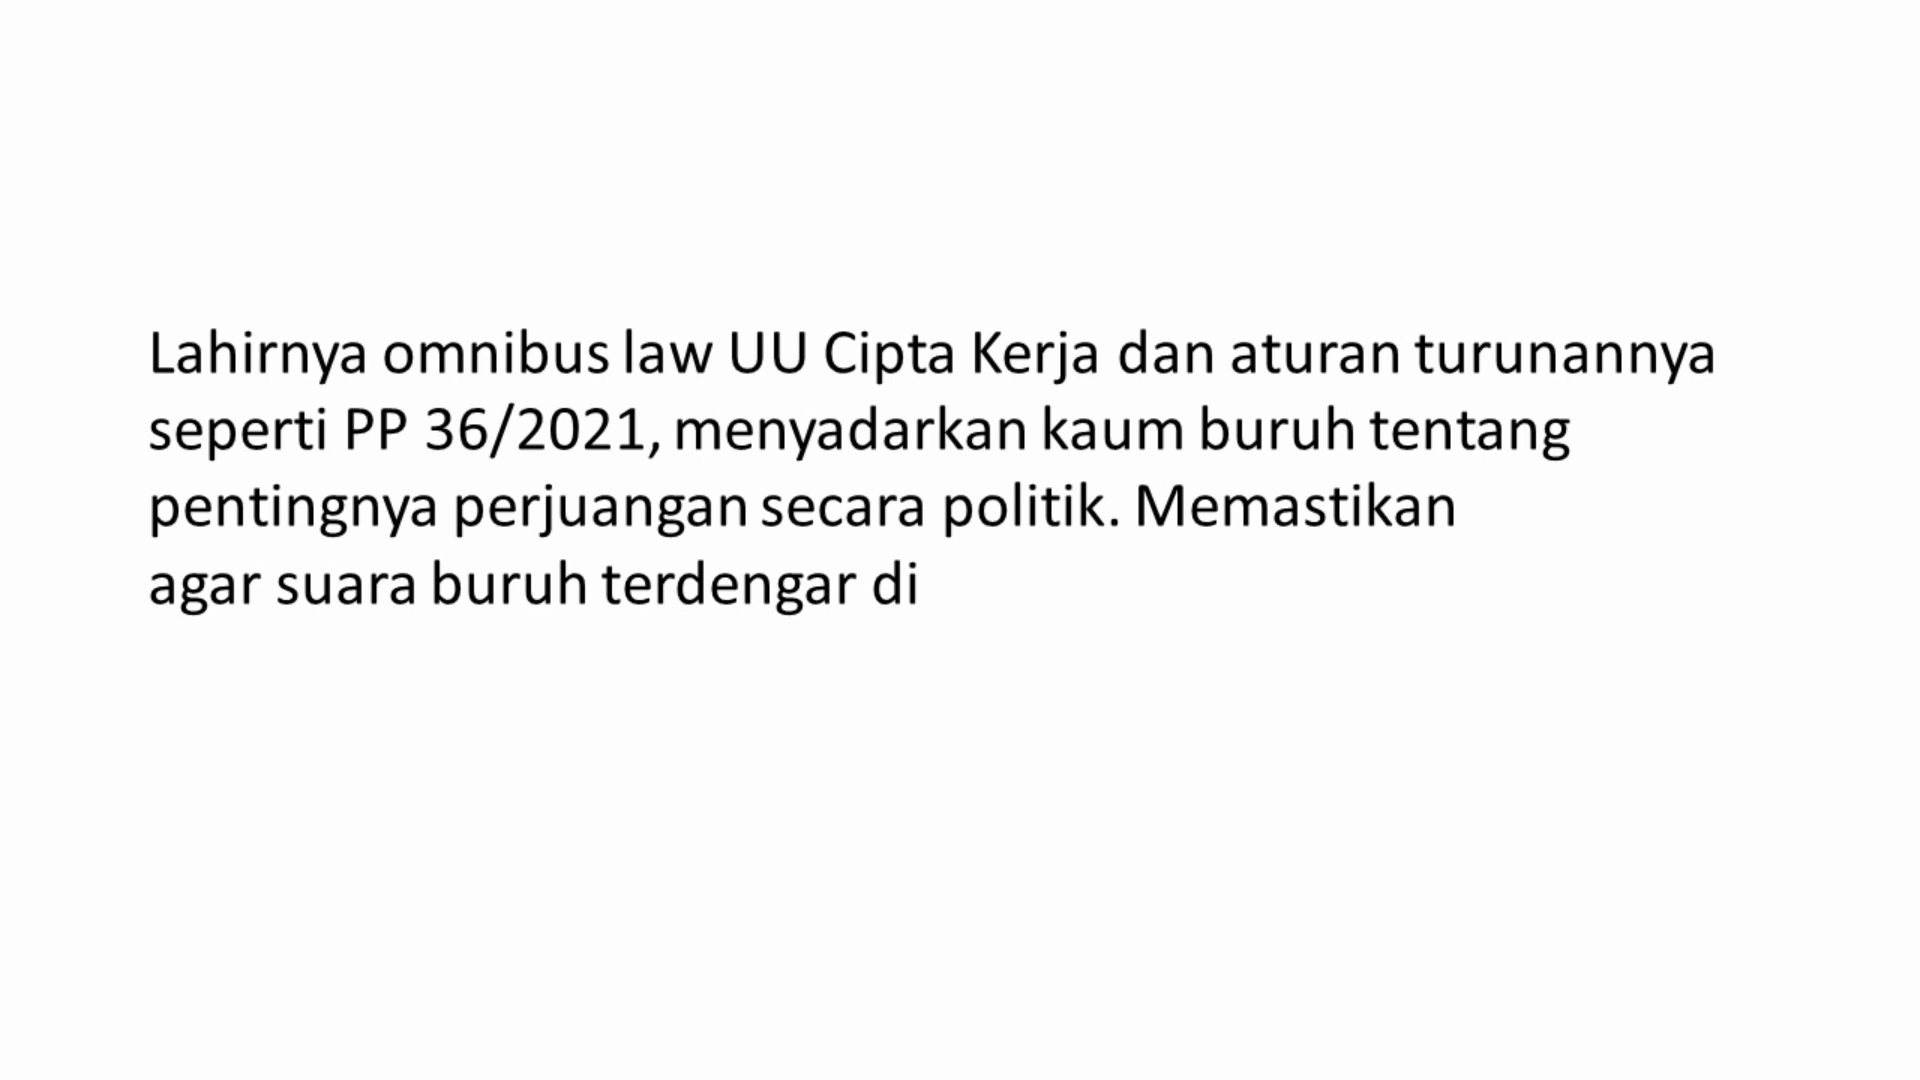 Lahirnya omnibus law UU Cipta Kerja dan aturan turunannya
seperti PP 36/2021, menyadarkan kaum buruh tentang
pentingnya perjuangan secara politik. Memastikan
agar suara buruh terdengar di